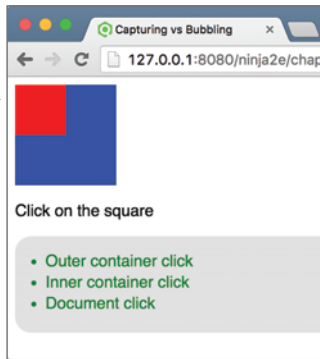 Capturing vs Bubbling
127.0.0.1:8080/ninja2e/chap
Click on the square
• Outer container click
• Inner container click
• Document click